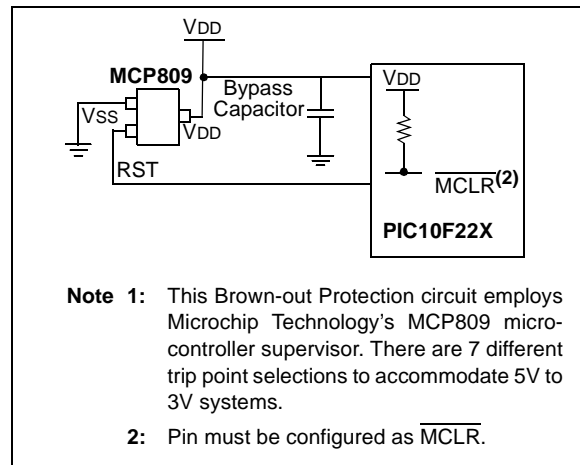 VDD
MCP809
Bypass
Capacitor
VDD
VSS
VDD
RST
MCLR(2)
PIC10F22X
Note 1: This Brown-out Protection circuit employs
Microchip Technology's MCP809 micro-
controller supervisor. There are 7 different
trip point selections to accommodate 5V to
3V systems.
2: Pin must be configured as MCLR.